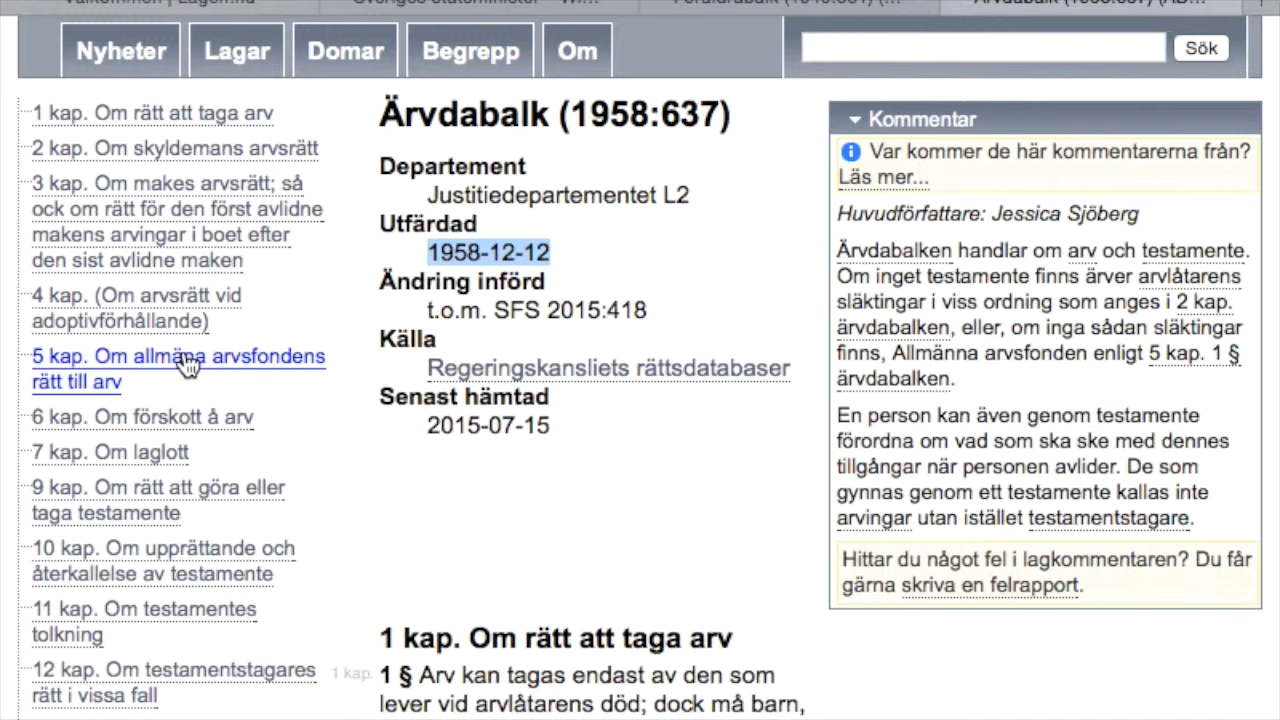 Nyheter
Lagar
Domar
Begrepp
Om
Sök
1 kap. Om rätt att taga arv
2 kap. Om skyldemans arvsrätt
3 kap. Om makes arvsrätt; så
ock om rätt för den först avlidne
makens arvingar i boet efter
den sist avlidne maken
4 kap. (Om arvsrätt vid
adoptivförhållande)
5 kap. Om allmäna arvsfondens
rätt till arv
6 kap. Om förskott å arv
7 kap. Om laglott
9 kap. Om rätt att göra eller
taga testamente
10 kap. Om upprättande och
återkallelse av testamente
11 kap. Om testamentes
tolkning
12 kap. Om testamentstagares
rätt i vissa fall
Ärvdabalk (1958:637)
Departement
Justitiedepartementet L2
Utfärdad
1958-12-12
Ändring införd
t.o.m. SFS 2015:418
Källa
Regeringskansliets rättsdatabaser
Senast hämtad
2015-07-15
1 kap. Om rätt att taga arv
1 kap.
1 § Arv kan tagas endast av den som
lever vid arvlåtarens död; dock må barn,
Kommentar
Var kommer de här kommentarerna från?
Läs mer...
Huvudförfattare: Jessica Sjöberg
Ärvdabalken handlar om arv och testamente.
Om inget testamente finns ärver arvlåtarens
släktingar i viss ordning som anges i 2 kap.
ärvdabalken, eller, om inga sådan släktingar
finns, Allmänna arvsfonden enligt 5 kap. 1 §
ärvdabalken.
En person kan även genom testamente
förordna om vad som ska ske med dennes
tillgångar när personen avlider. De som
gynnas genom ett testamente kallas inte
arvingar utan istället testamentstagare.
Hittar du något fel i lagkommentaren? Du får
gärna skriva en felrapport.